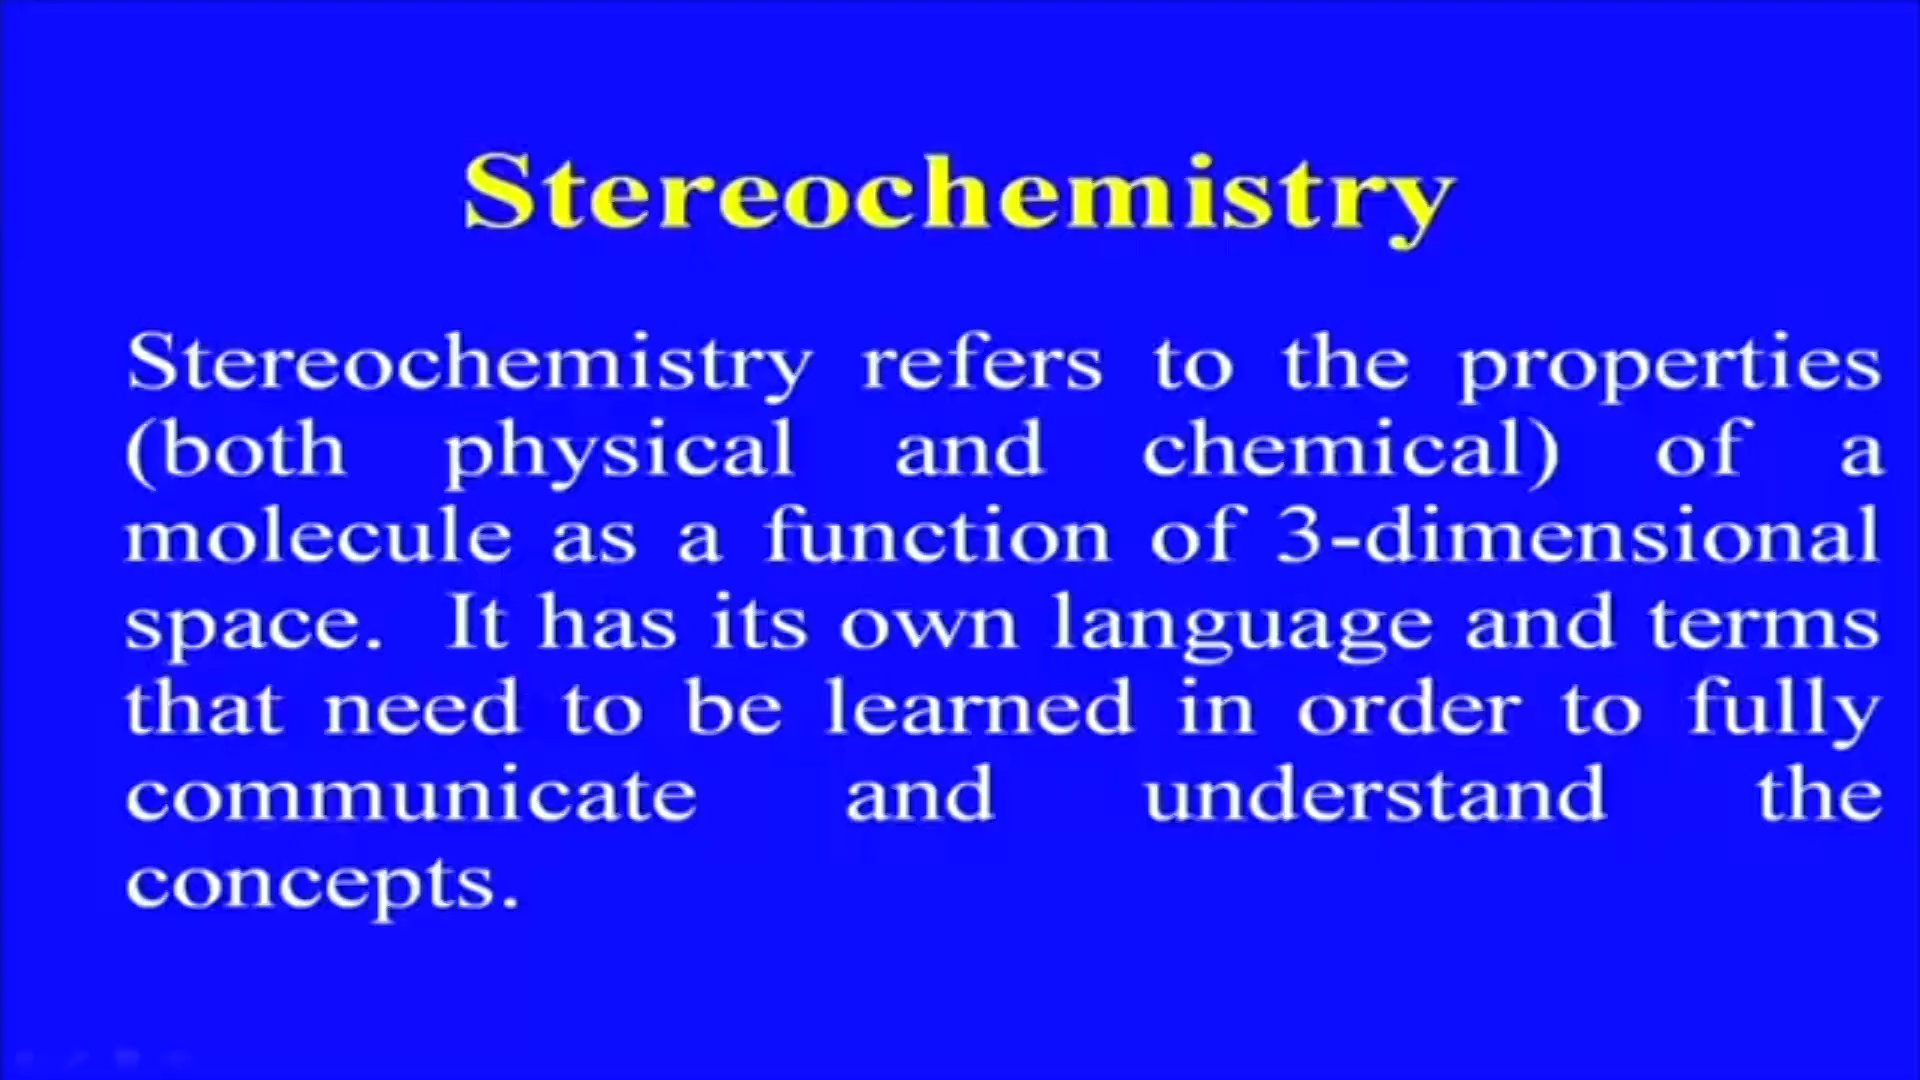 Stereochemistry
Stereochemistry refers to the properties
(both physical and chemical) of a
molecule as a function of 3-dimensional
space. It has its own language and terms
that need to be learned in order to fully
communicate and understand the
concepts.